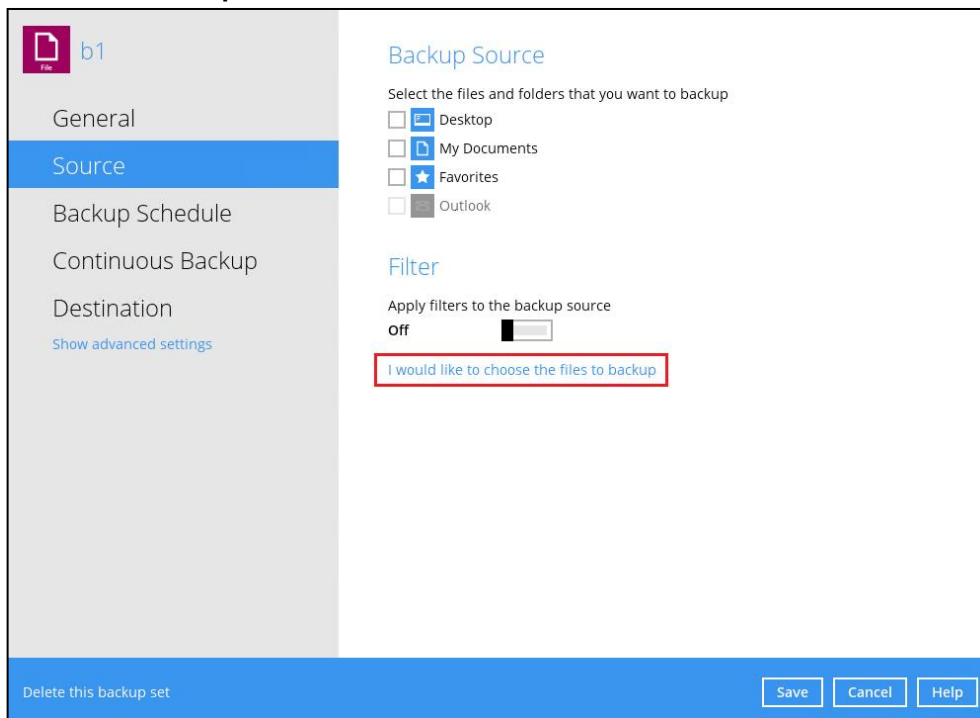 File
b1
General
Source
Backup Schedule
Continuous Backup
Destination
Show advanced settings
Backup Source
Select the files and folders that you want to backup
Desktop
My Documents
Favorites
Outlook
Filter
Apply filters to the backup source
Off
I would like to choose the files to backup
Delete this backup set
Save
Cancel
Help